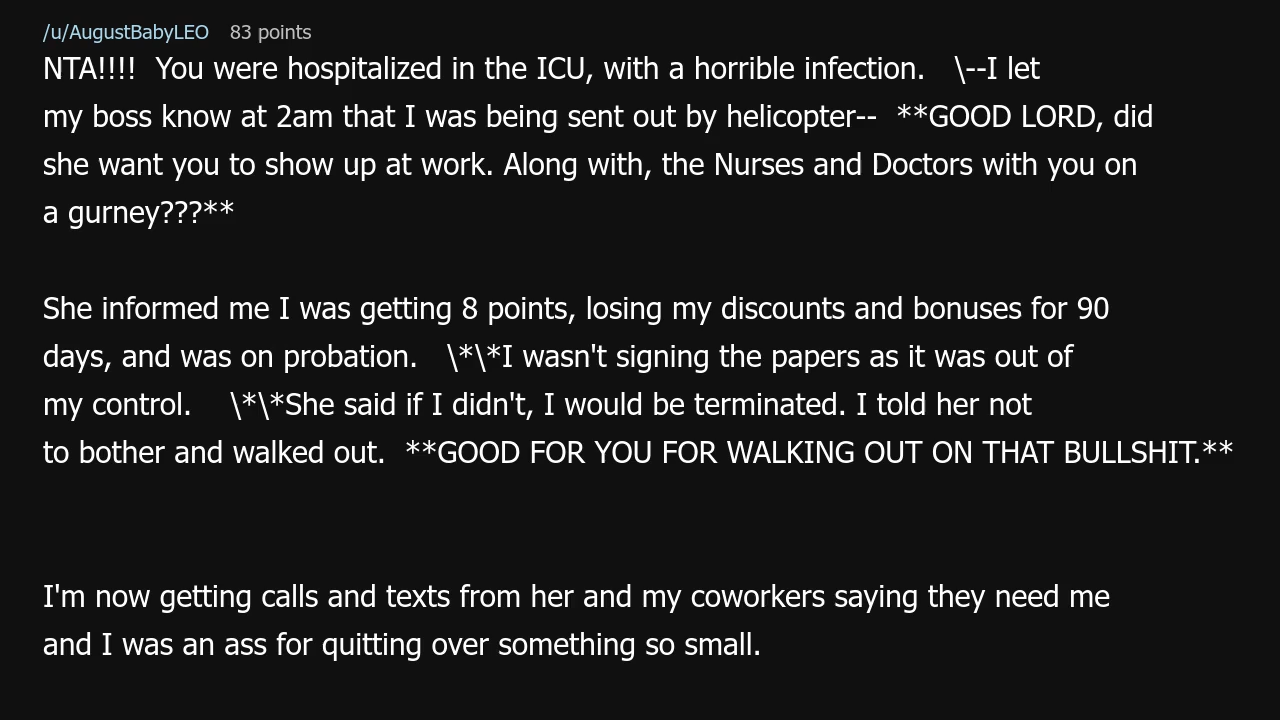 /u/AugustBabyLEO 83 points
NTA!!!!  You were hospitalized in the ICU, with a horrible infection.   \--I let
my boss know at 2am that I was being sent out by helicopter--  **GOOD LORD, did
she want you to show up at work. Along with, the Nurses and Doctors with you on
a gurney???**
She informed me I was getting 8 points, losing my discounts and bonuses for 90
days, and was on probation.   \*\*I wasn't signing the papers as it was out of
my control.    \*\*She said if I didn't, I would be terminated. I told her not
to bother and walked out.  **GOOD FOR YOU FOR WALKING OUT ON THAT BULLSHIT.**
I'm now getting calls and texts from her and my coworkers saying they need me
and I was an ass for quitting over something so small.